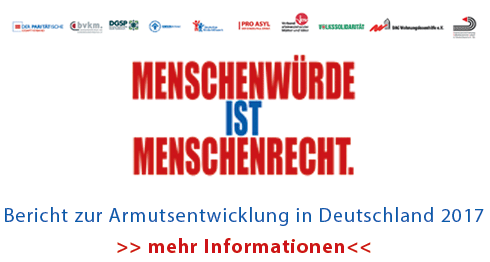 DER PARITÄTISCHE
bvkm.
DGSP
PRO ASYL
VOLKSSOLIDARITÄT
BAG Wohnungslosenhilfe e.V.
MENSCHENWÜRDE
IST
MENSCHENRECHT.
Bericht zur Armutsentwicklung in Deutschland 2017
>> mehr Informationen<<